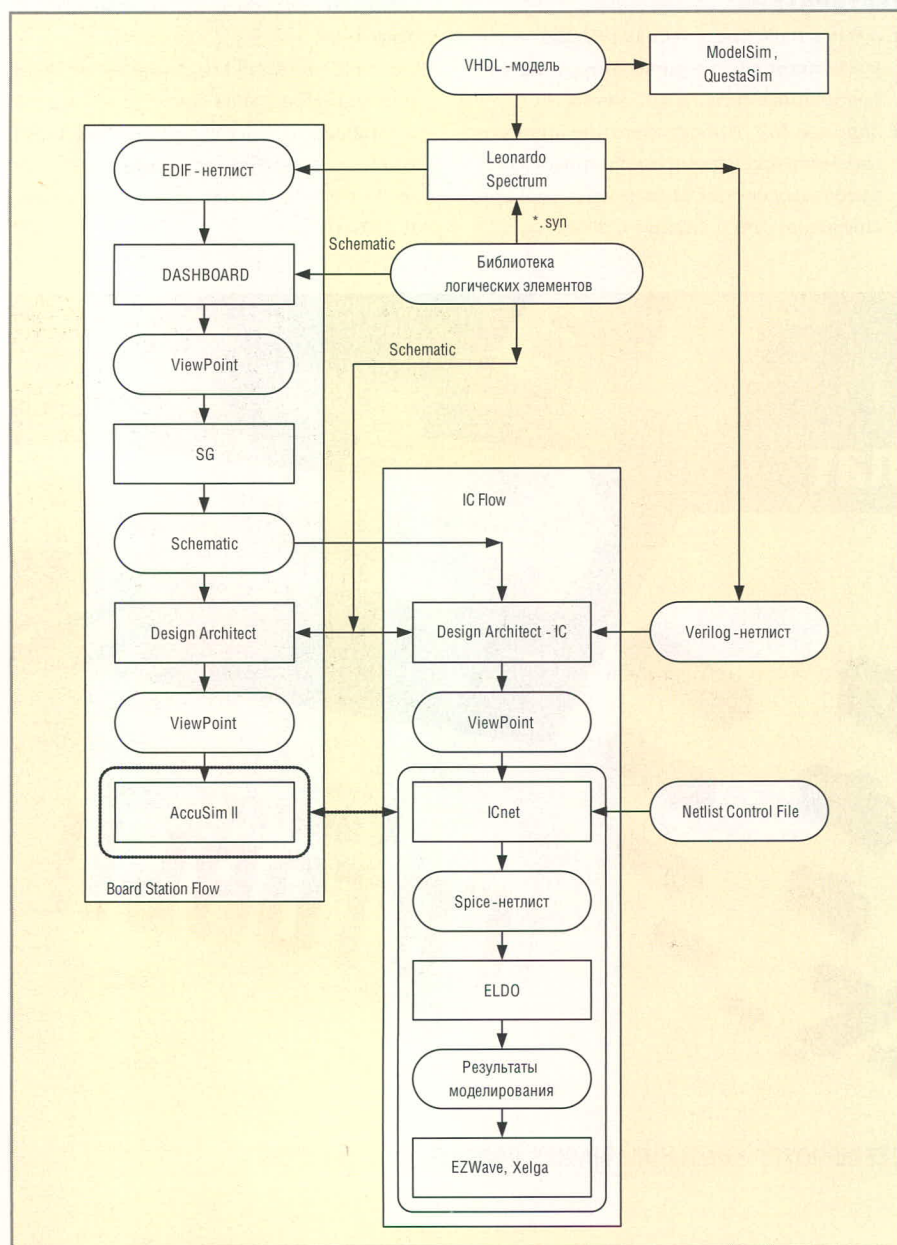 VHDL-модель
ModelSim,
QuestaSim
EDIF-нетлист
Leonardo
Spectrum
*.syn
Schematic
DASHBOARD
Библиотека
логических элементов
ViewPoint
Schematic
SG
IC Flow
Schematic
Design Architect
Design Architect-IC
Verilog-нетлист
ViewPoint
ViewPoint
AccuSim II
ICnet
Netlist Control File
Board Station Flow
Spice-нетлист
ELDO
Результаты
моделирования
EZWave, Xelga